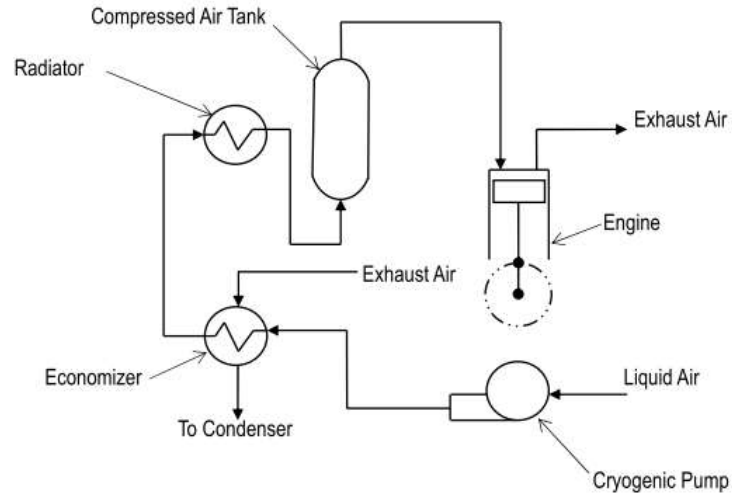 Compressed Air Tank
Radiator
Exhaust Air
Engine
Exhaust Air
Economizer
Liquid Air
To Condenser
Cryogenic Pump